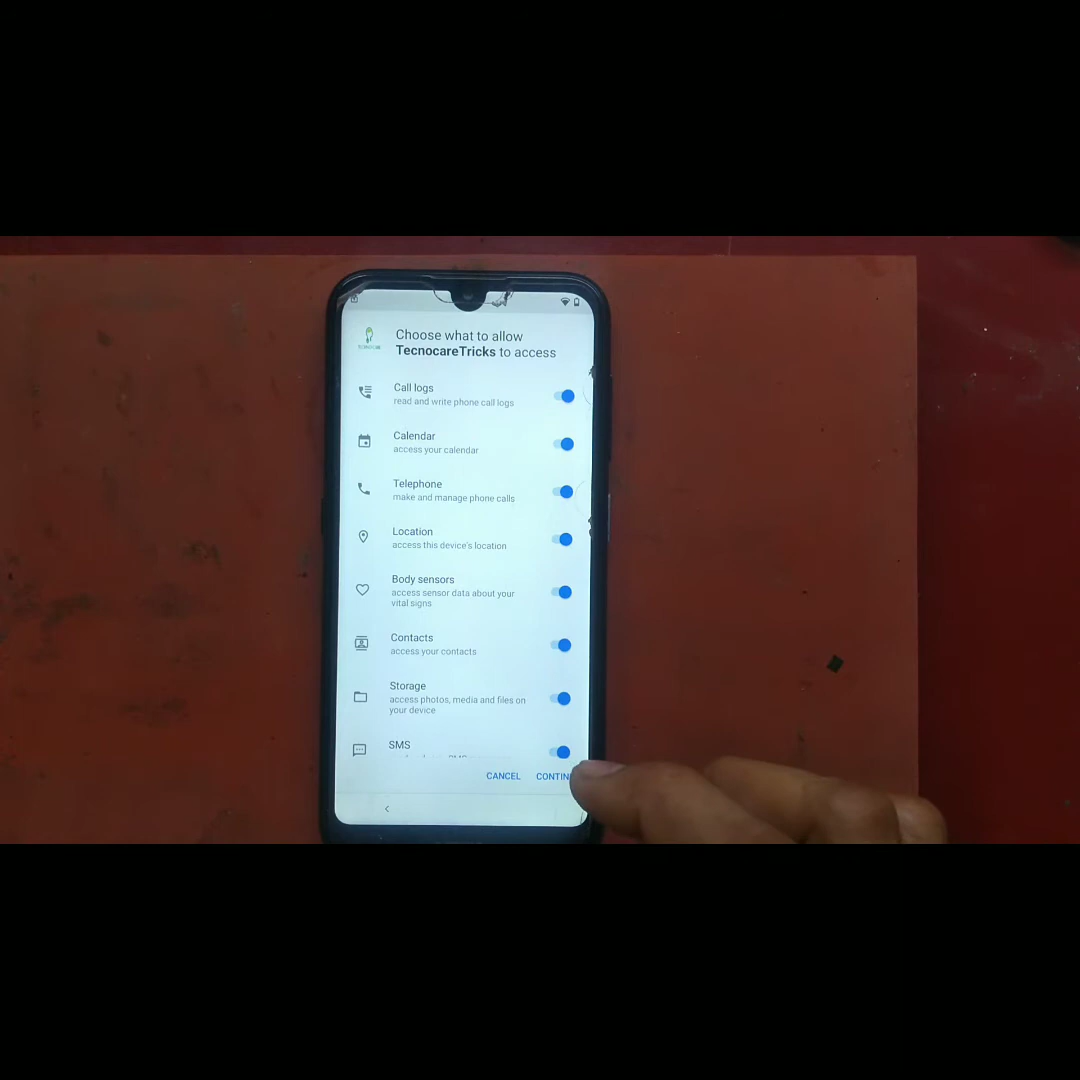 Choose what to allow
TecnocareTricks to access
Call logs
read and write phone call logs
Calendar
access your calendar
Telephone
make and manage phone calls
Location
access this device's location
Body sensors
access sensor data about your
vital signs
Contacts
access your contacts
Storage
access photos, media and files on
your device
SMS
CANCEL